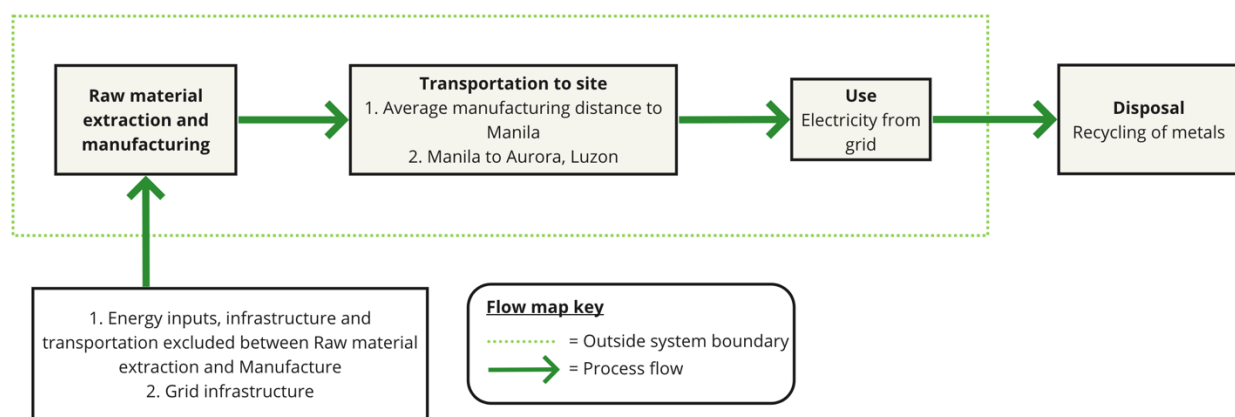 Raw material
extraction and
manufacturing
Transportation to site
1. Average manufacturing distance to
Manila
2. Manila to Aurora, Luzon
Use
Electricity from
grid
Disposal
Recycling of metals
1. Energy inputs, infrastructure and
transportation excluded between Raw material
extraction and Manufacture
2. Grid infrastructure
Flow map key
= Outside system boundary
= Process flow